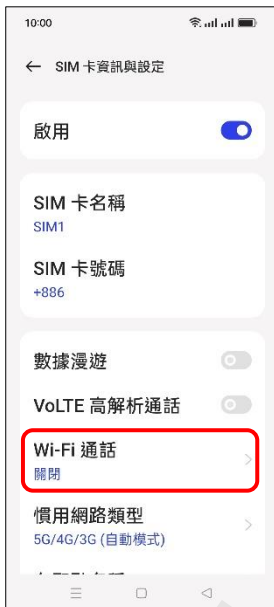 10:00
← SIM 卡資訊與設定
啟用
SIM 卡名稱
SIM1
SIM 卡號碼
+886
數據漫遊
VoLTE 高解析通話
Wi-Fi 通話
關閉
慣用網路類型
5G/4G/3G (自動模式)